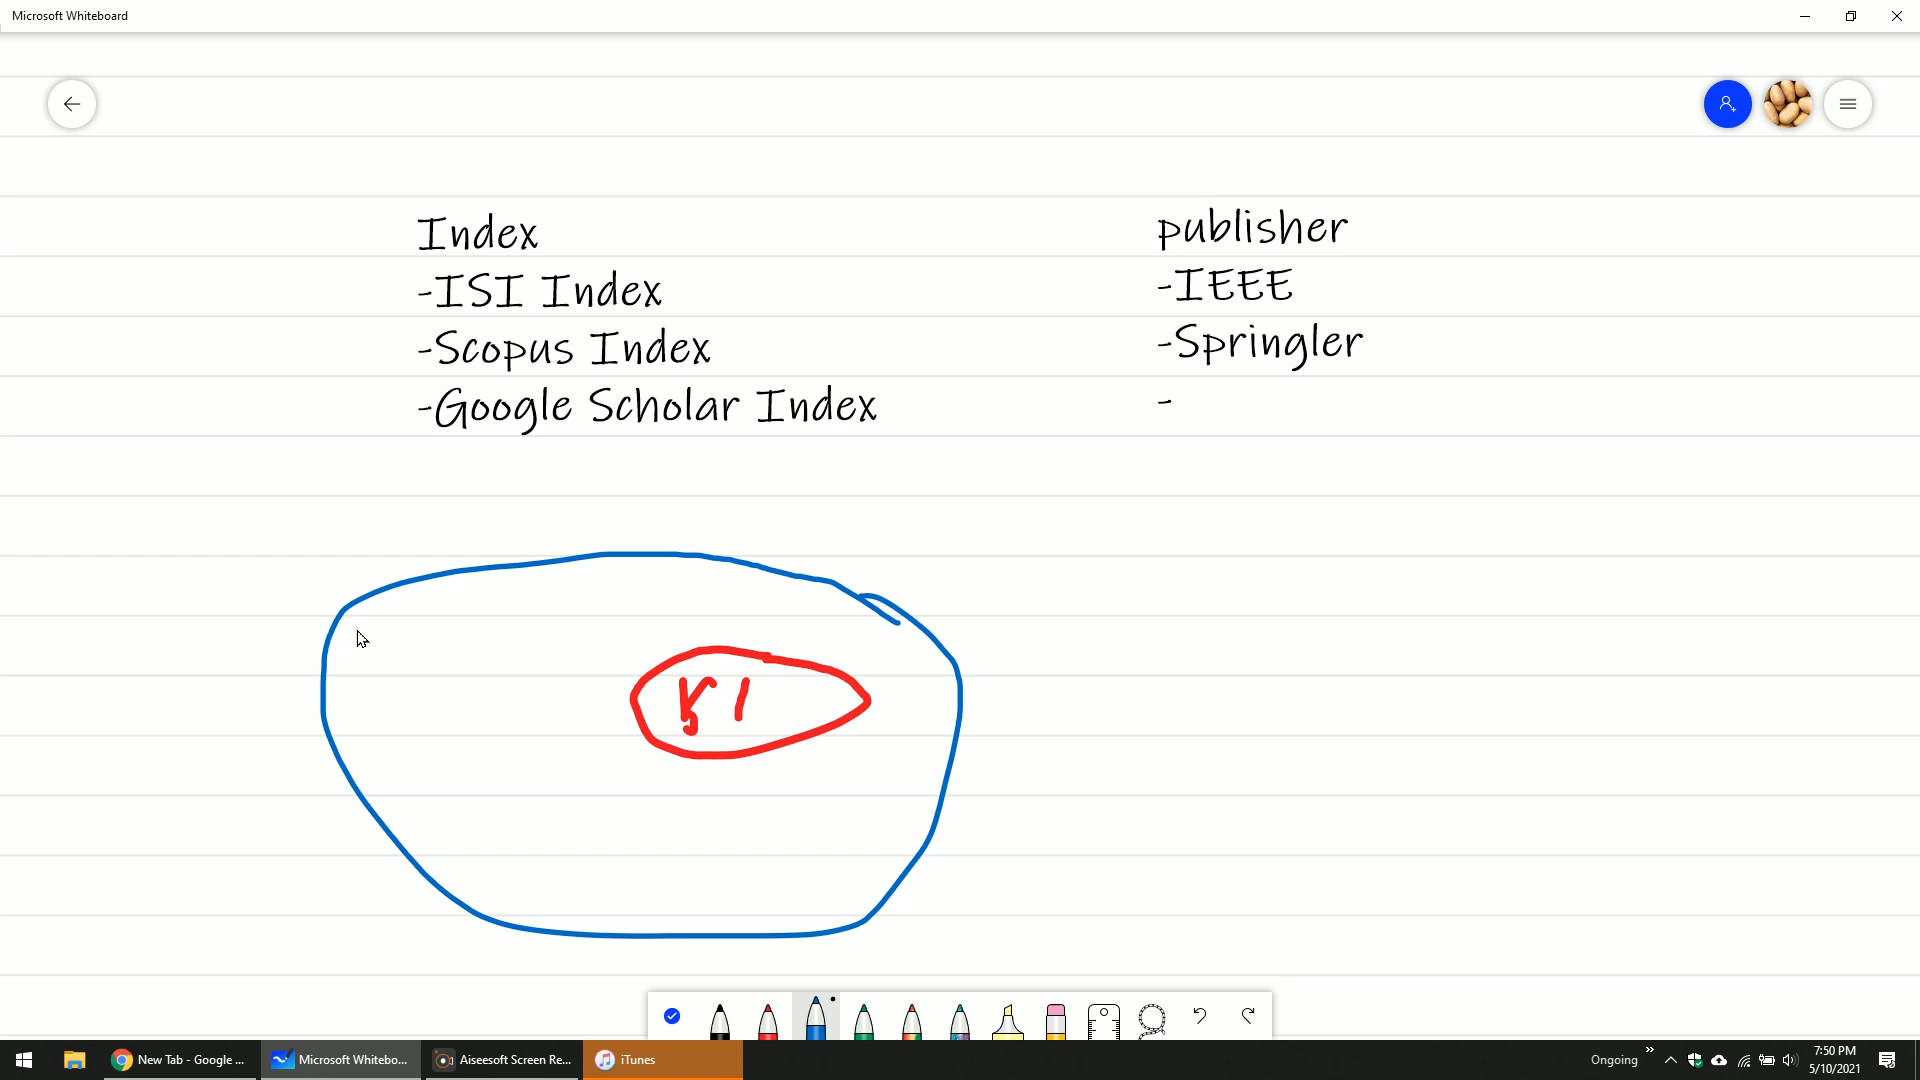 Microsoft Whiteboard
Index
-ISI Index
-Scopus Index
-Google Scholar Index
publisher
-IEEE
-Springler
-
New Tab - Google ...
Microsoft Whitebo...
Aiseesoft Screen Re...
iTunes
Ongoing
7:50 PM
5/10/2021